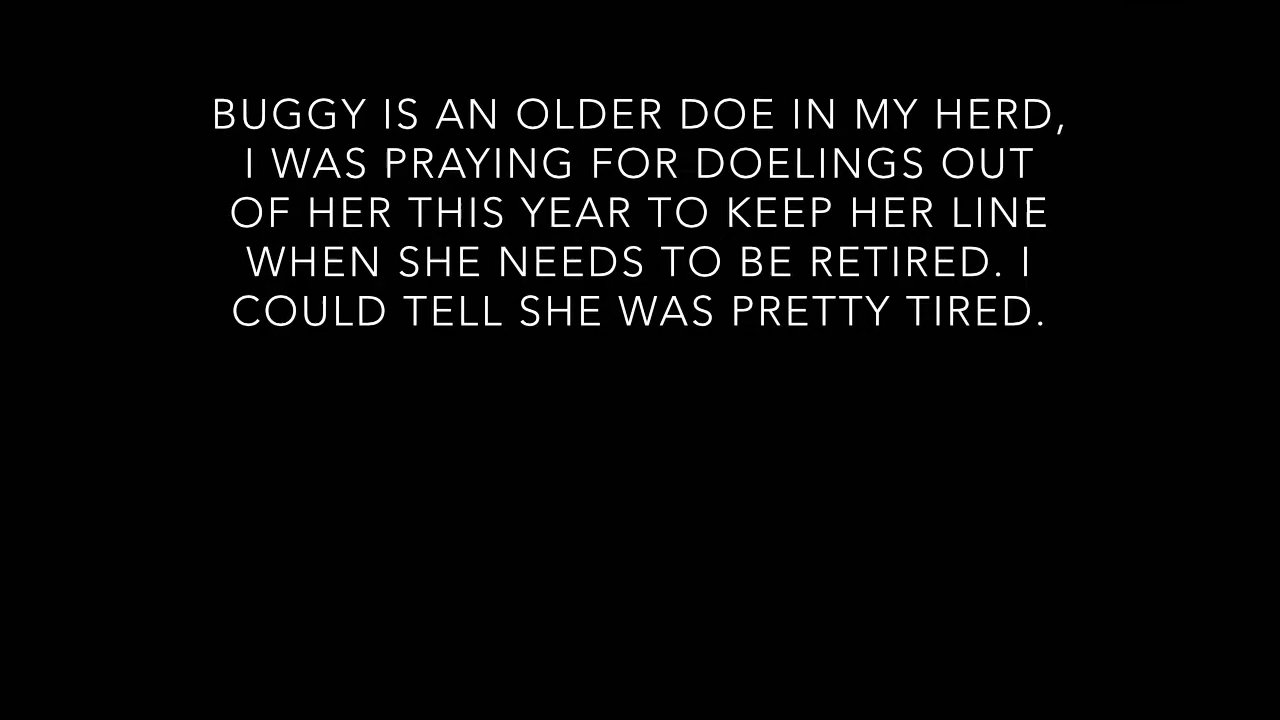 BUGGY IS AN OLDER DOE IN MY HERD,
I WAS PRAYING FOR DOELINGS OUT
OF HER THIS YEAR TO KEEP HER LINE
WHEN SHE NEEDS TO BE RETIRED. I
COULD TELL SHE WAS PRETTY TIRED.